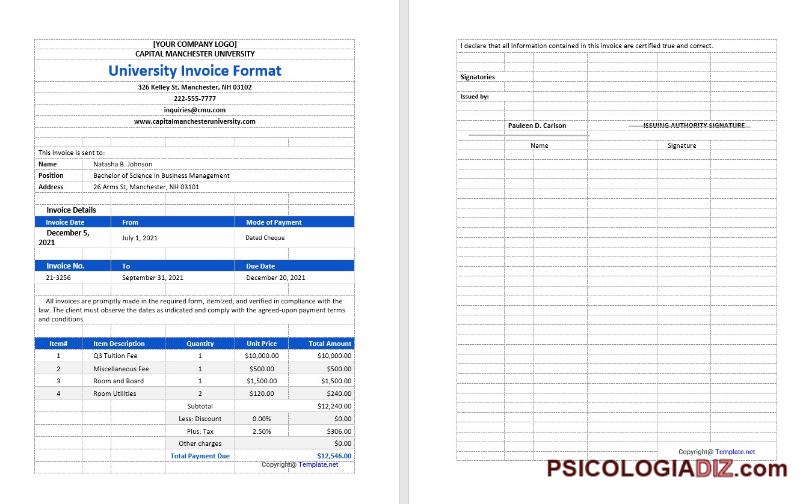 [YOUR COMPANY LOGO]
CAPITAL MANCHESTER UNIVERSITY
University Invoice Format
326 Kelley St, Manchester, NH 03102
222-555-7777
inquiries@cmu.com
www.capitalmanchesteruniversity.com
This invoice is sent to:
Name Natasha B. Johnson
Position Bachelor of Science in Business Management
Address 26 Arms St, Manchester, NH 03101
Invoice Details
Invoice Date From Mode of Payment
December 5, 2021 July 1, 2021 Dated Cheque
Invoice No. To Due Date
21-3256 September 31, 2021 December 20, 2021
All invoices are promptly made in the required form, itemized, and verified in compliance with the
law. The client must observe the dates as indicated and comply with the agreed-upon payment terms
and conditions.
Item# Item Description Quantity Unit Price Total Amount
1 Q3 Tuition Fee 1 $10,000.00 $10,000.00
2 Miscellaneous Fee 1 $500.00 $500.00
3 Room and Board 1 $1,500.00 $1,500.00
4 Room Utilities 2 $120.00 $240.00
Subtotal $12,240.00
Less: Discount 0.00% $0.00
Plus: Tax 2.50% $306.00
Other charges $0.00
Total Payment Due $12,546.00
Copyright@ Template.net
I declare that all information contained in this invoice are certified true and correct.
Signatories
Issued by:
Pauleen D. Carlson ISSUING AUTHORITY SIGNATURE
Name Signature
Copyright@ Template.net
PSICOLOGIADIZ.com